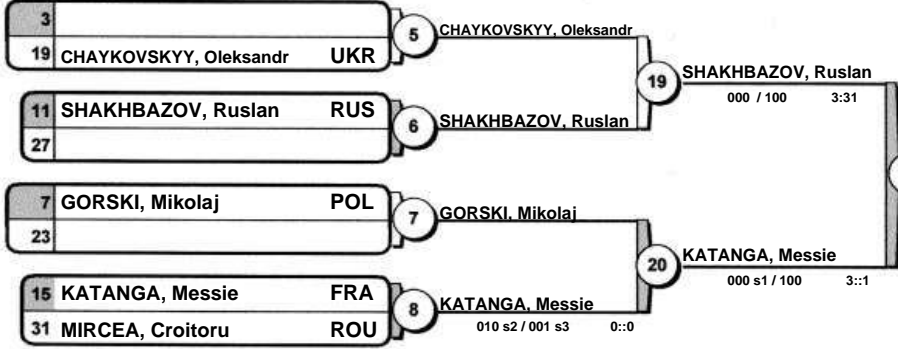 3
19 CHAYKOVSKYY, Oleksandr UKR
5 CHAYKOVSKYY, Oleksandr
11 SHAKHBAZOV, Ruslan RUS
27
6 SHAKHBAZOV, Ruslan
19 SHAKHBAZOV, Ruslan
000 / 100 3:31
7 GORSKI, Mikolaj POL
23
7 GORSKI, Mikolaj
15 KATANGA, Messie FRA
31 MIRCEA, Croitoru ROU
8 KATANGA, Messie
010 s2 / 001 s3 0::0
20 KATANGA, Messie
000 s1 / 100 3::1